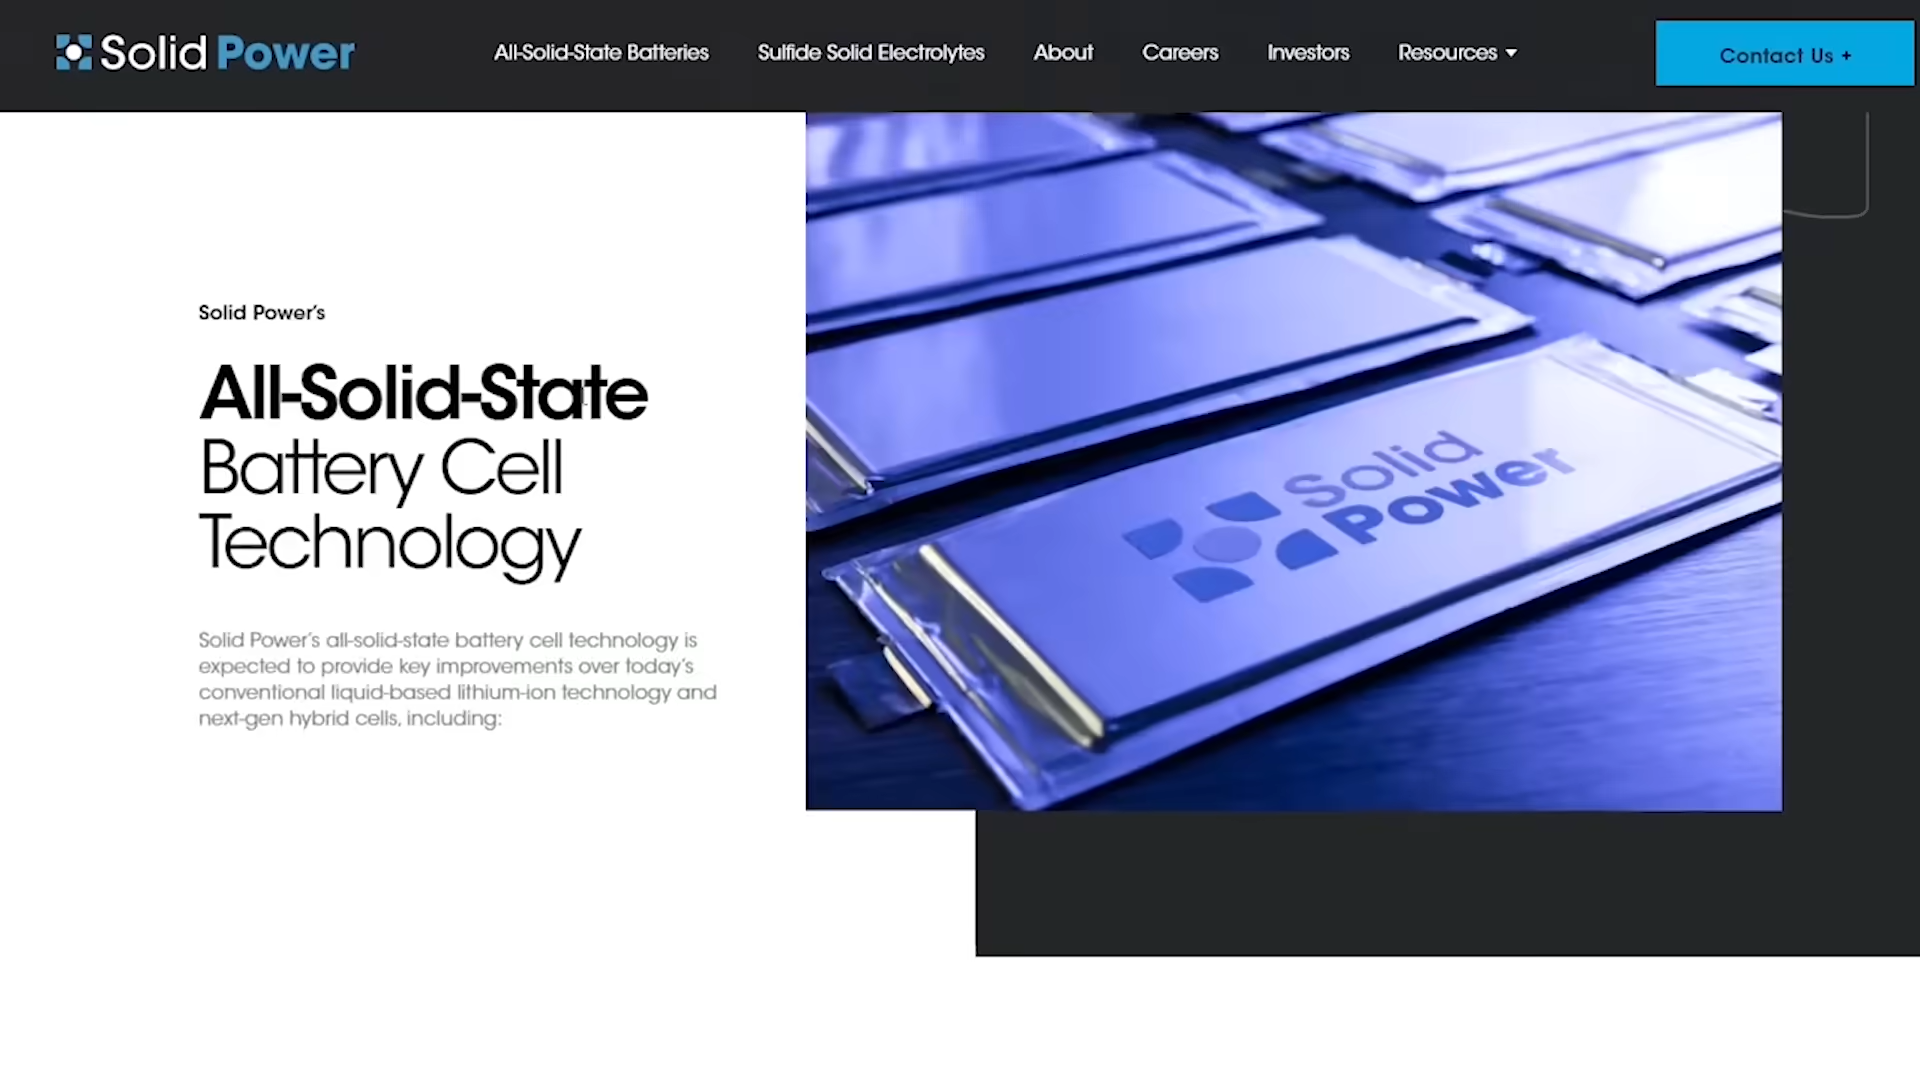 Solid Power
All-Solid-State Batteries
Sulfide Solid Electrolytes
About
Careers
Investors
Resources
Contact Us +
Solid Power's
All-Solid-State
Battery Cell
Technology
Solid Power's all-solid-state battery cell technology is
expected to provide key improvements over today's
conventional liquid-based lithium-ion technology and
next-gen hybrid cells, including:
Solid
Power